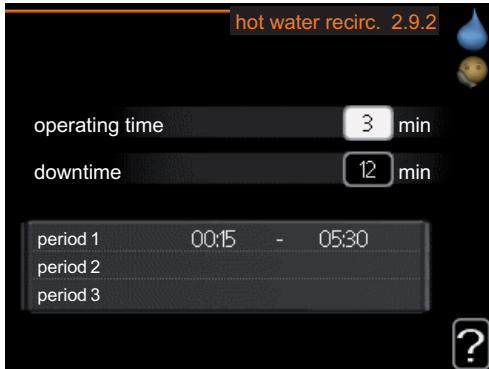 hot water recirc. 2.9.2
operating time 3 min
downtime 12 min
period 1 00:15 - 05:30
period 2
period 3
?